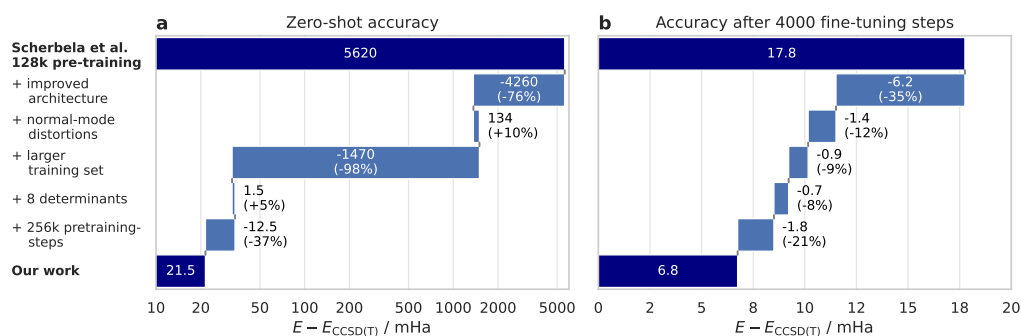 a Zero-shot accuracy
b Accuracy after 4000 fine-tuning steps
Scherbela et al.
128k pre-training
5620
17.8
+ improved
architecture
-4260
(-76%)
-6.2
(-35%)
+ normal-mode
distortions
134
(+10%)
-1.4
(-12%)
+ larger
training set
-1470
(-98%)
-0.9
(-9%)
+ 8 determinants
1.5
(+5%)
-0.7
(-8%)
+ 256k pretraining-
steps
-12.5
(-37%)
-1.8
(-21%)
Our work
21.5
6.8
10 20 50 100 200 500 1000 2000 5000
0 2 5 8 10 12 15 18 20
E − E_CCSD(T) / mHa
E − E_CCSD(T) / mHa